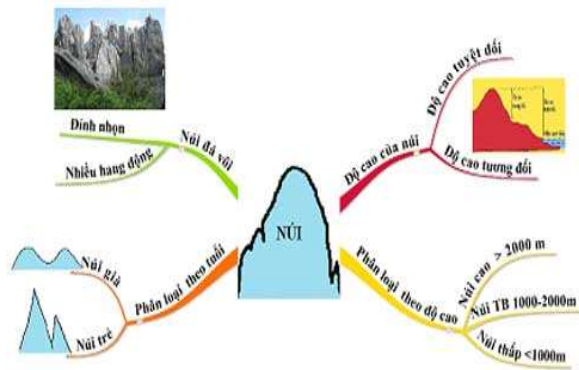 Đỉnh nhọn
Nhiều hang động
Núi đá vôi
Độ cao tuyệt đối
Độ cao của núi
Độ cao tương đối
NÚI
Núi già
Núi trẻ
Phân loại theo tuổi
Phân loại theo độ cao
Núi cao > 2000 m
Núi TB 1000-2000m
Núi thấp <1000m